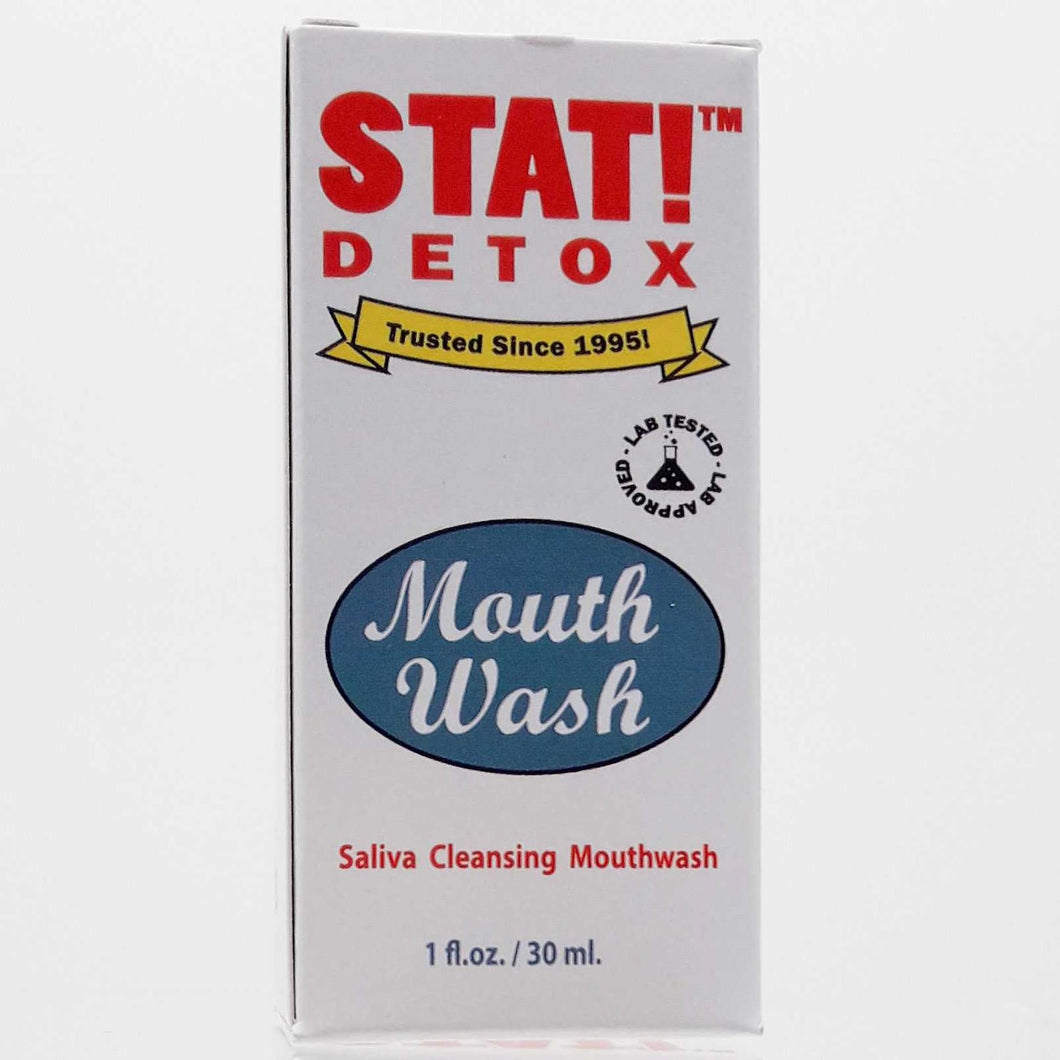 STAT!™
DETOX
Trusted Since 1995!
LAB TESTED - LAB APPROVED -
Mouth
Wash
Saliva Cleansing Mouthwash
1 fl.oz. / 30 ml.